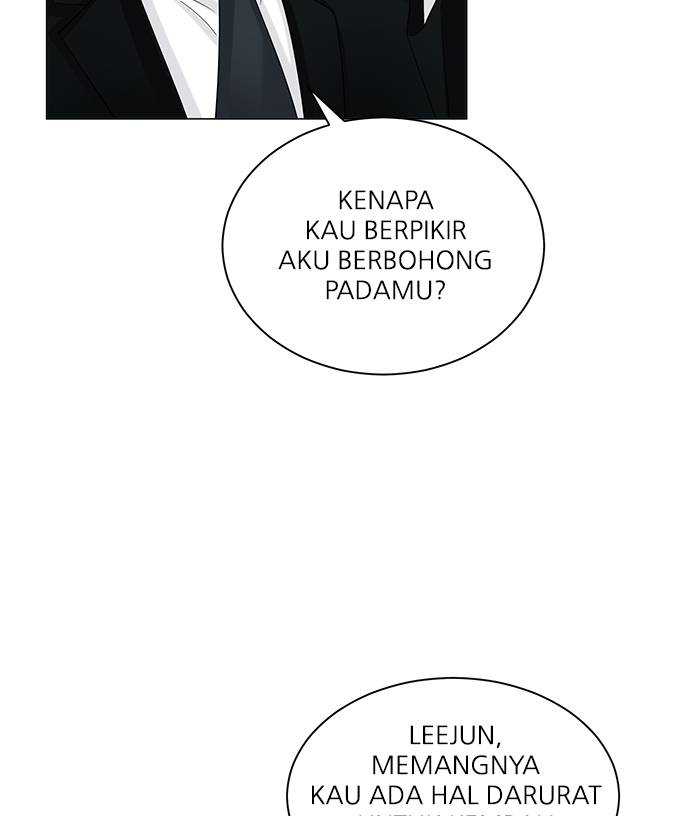 KENAPA
KAU BERPIKIR
AKU BERBOHONG
PADAMU?
LEEJUN,
MEMANGNYA
KAU ADA HAL DARURAT